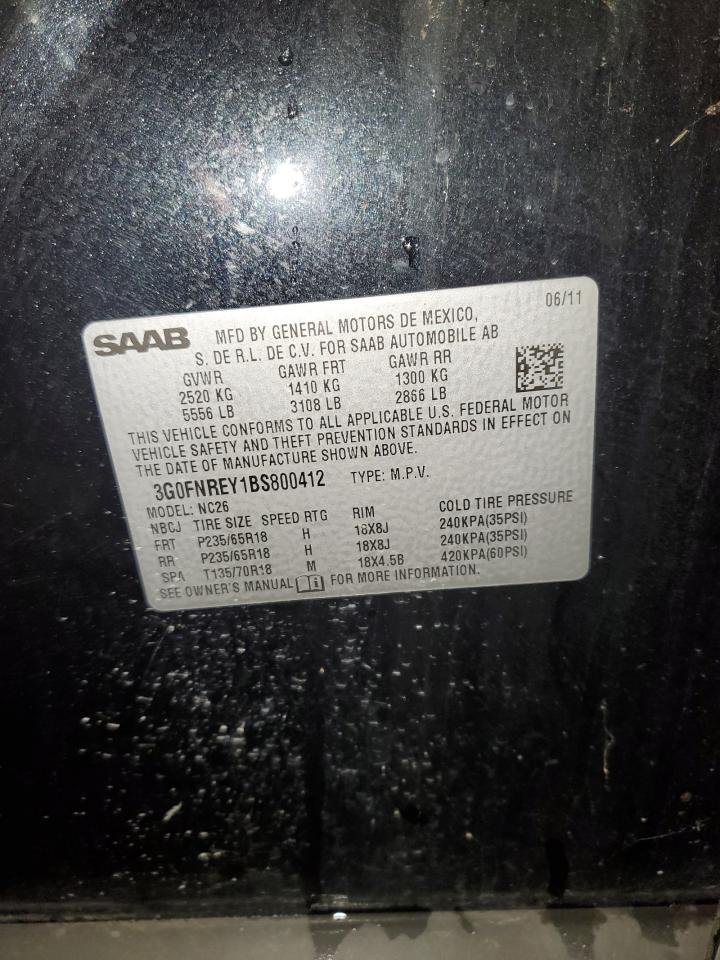 06/11
SAAB MFD BY GENERAL MOTORS DE MEXICO,
S. DE R.L. DE C.V. FOR SAAB AUTOMOBILE AB
GVWR GAWR FRT GAWR RR
2520 KG 1410 KG 1300 KG
5556 LB 3108 LB 2866 LB
THIS VEHICLE CONFORMS TO ALL APPLICABLE U.S. FEDERAL MOTOR
VEHICLE SAFETY AND THEFT PREVENTION STANDARDS IN EFFECT ON
THE DATE OF MANUFACTURE SHOWN ABOVE.
3G0FNREY1BS800412 TYPE: M.P.V.
MODEL: NC26
NBCJ TIRE SIZE SPEED RTG RIM COLD TIRE PRESSURE
FRT P235/65R18 H 18X8J 240KPA(35PSI)
RR P235/65R18 H 18X8J 240KPA(35PSI)
SPA T135/70R18 M 18X4.5B 420KPA(60PSI)
SEE OWNER'S MANUAL i FOR MORE INFORMATION.